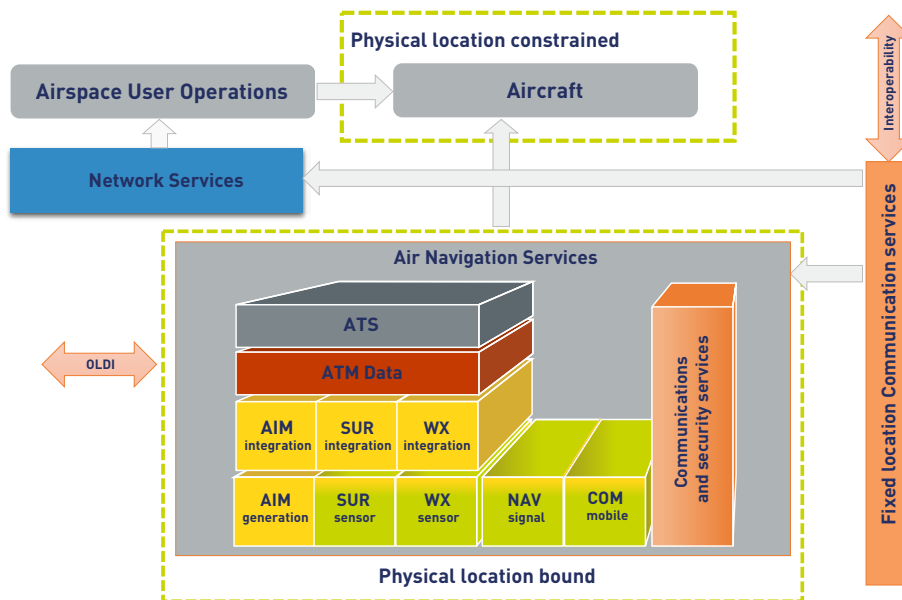 Physical location constrained
Airspace User Operations
Aircraft
Interoperability
Network Services
Fixed location Communication services
Air Navigation Services
ATS
OLDI
ATM Data
AIM
integration
SUR
integration
WX
integration
Communications
and security services
AIM
generation
SUR
sensor
WX
sensor
NAV
signal
COM
mobile
Physical location bound